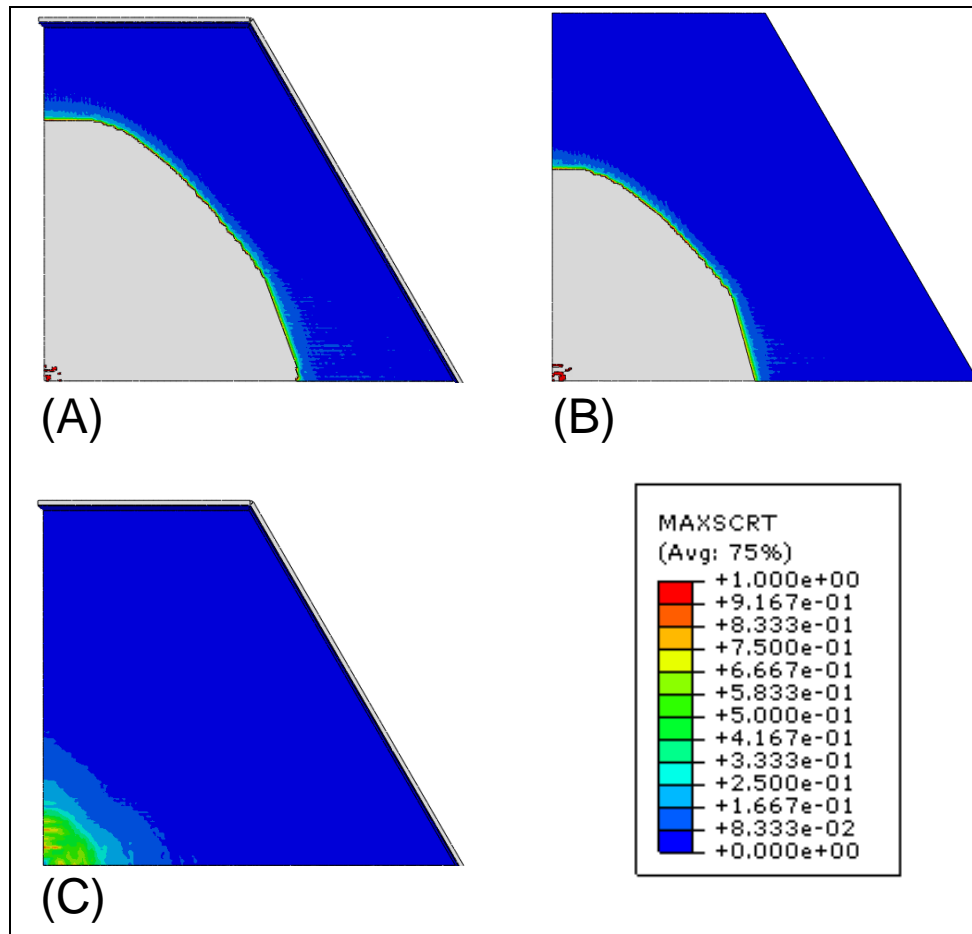 (A)
(B)
(C)
MAXSCRT
(Avg: 75%)
+1.000e+00
+9.167e-01
+8.333e-01
+7.500e-01
+6.667e-01
+5.833e-01
+5.000e-01
+4.167e-01
+3.333e-01
+2.500e-01
+1.667e-01
+8.333e-02
+0.000e+00